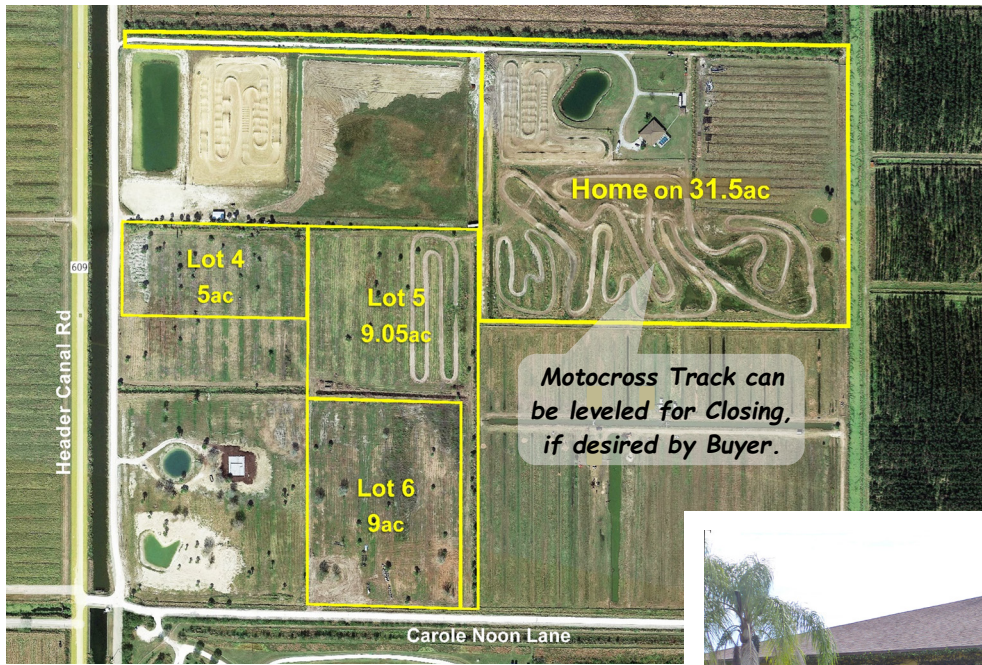 Home on 31.5ac
Lot 4
5ac
Lot 5
9.05ac
609
Header Canal Rd
Motocross Track can
be leveled for Closing,
if desired by Buyer.
Lot 6
9ac
Carole Noon Lane